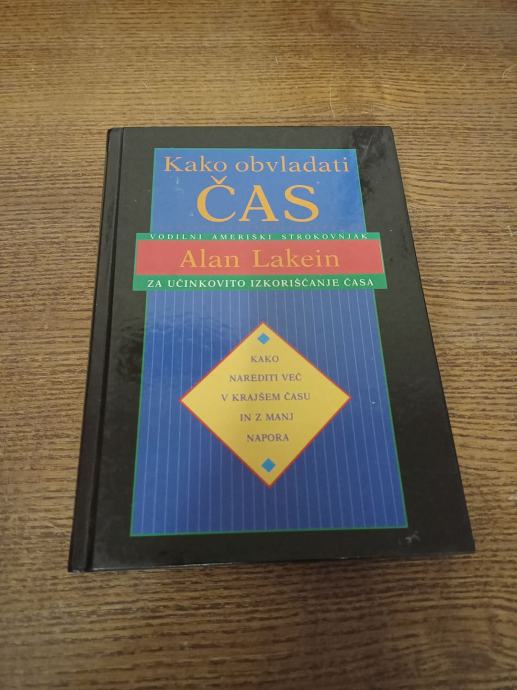 Kako obvladati
ČAS
VODILNI AMERIŠKI STROKOVNJAK
Alan Lakein
ZA UČINKOVITO IZKORIŠČANJE ČASA
KAKO
NAREDITI VEČ
V KRAJŠEM ČASU
IN Z MANJ
NAPORA